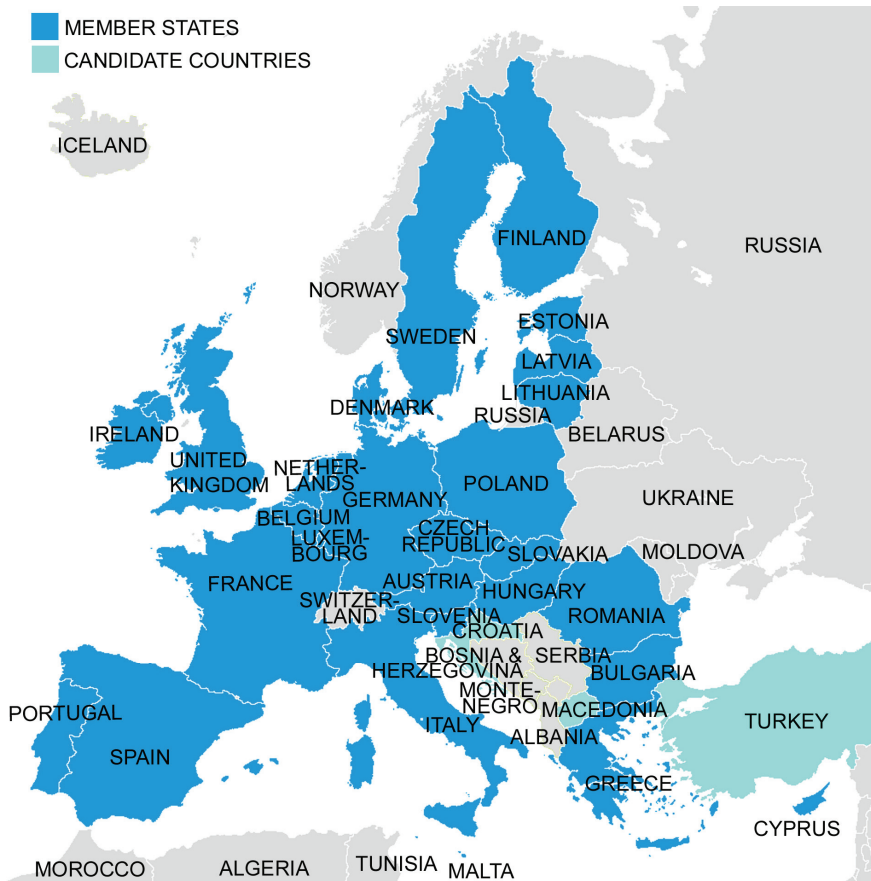 MEMBER STATES
CANDIDATE COUNTRIES
ICELAND
FINLAND
RUSSIA
NORWAY
SWEDEN
ESTONIA
LATVIA
LITHUANIA
DENMARK
RUSSIA
BELARUS
IRELAND
UNITED
KINGDOM
NETHER-
LANDS
GERMANY
POLAND
UKRAINE
BELGIUM
LUXEM-
BOURG
CZECH
REPUBLIC
SLOVAKIA
MOLDOVA
FRANCE
AUSTRIA
HUNGARY
SWITZER-
LAND
SLOVENIA
ROMANIA
CROATIA
BOSNIA &
HERZEGOVINA
SERBIA
BULGARIA
MONTE-
NEGRO
MACEDONIA
PORTUGAL
SPAIN
ITALY
ALBANIA
TURKEY
GREECE
CYPRUS
MOROCCO
ALGERIA
TUNISIA
MALTA